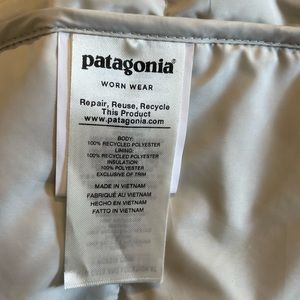 patagonia®
WORN WEAR
Repair, Reuse, Recycle
This Product
www.patagonia.com
BODY:
100% RECYCLED POLYESTER
LINING:
100% RECYCLED POLYESTER
INSULATION:
100% POLYESTER
EXCLUSIVE OF TRIM
MADE IN VIETNAM
FABRIQUÉ AU VIETNAM
HECHO EN VIETNAM
FATTO IN VIETNAM